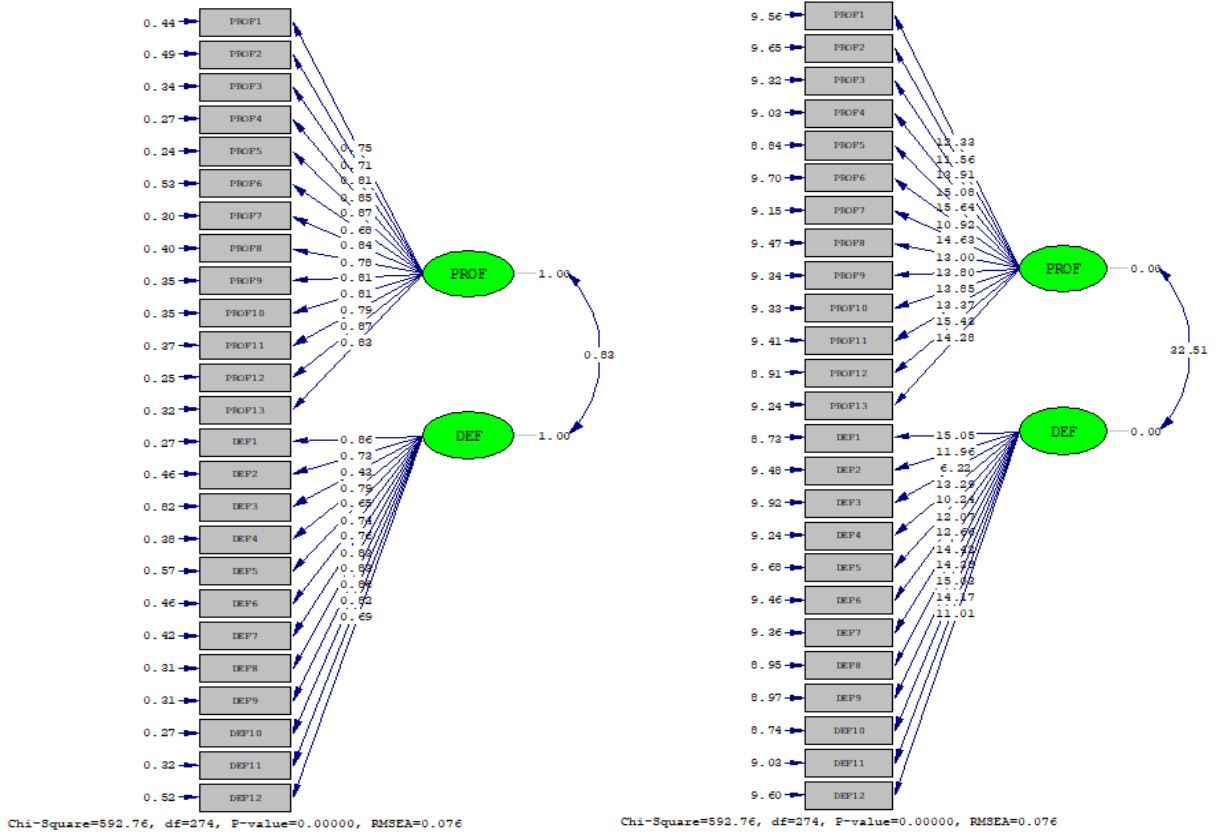 0.44 PROF1
0.49 PROF2
0.34 PROF3
0.27 PROF4
0.24 PROF5
0.53 PROF6
0.30 PROF7
0.40 PROF8
0.35 PROF9
0.35 PROF10
0.37 PROF11
0.25 PROF12
0.32 PROF13
0.27 DEF1
0.46 DEF2
0.82 DEF3
0.38 DEF4
0.57 DEF5
0.46 DEF6
0.42 DEF7
0.31 DEF8
0.31 DEF9
0.27 DEF10
0.32 DEF11
0.52 DEF12
0.75
0.71
0.81
0.85
0.87
0.68
0.84
0.78
0.81
0.81
0.79
0.87
0.83
0.86
0.73
0.43
0.79
0.65
0.74
0.76
0.83
0.83
0.82
0.69
PROF 1.00
0.83
DEF 1.00
Chi-Square=592.76, df=274, P-value=0.00000, RMSEA=0.076
9.56 PROF1
9.65 PROF2
9.32 PROF3
9.03 PROF4
8.84 PROF5
9.70 PROF6
9.15 PROF7
9.47 PROF8
9.34 PROF9
9.33 PROF10
9.41 PROF11
8.91 PROF12
9.24 PROF13
8.73 DEF1
9.48 DEF2
9.92 DEF3
9.24 DEF4
9.68 DEF5
9.46 DEF6
9.36 DEF7
8.95 DEF8
8.97 DEF9
8.74 DEF10
9.03 DEF11
9.60 DEF12
12.33
11.56
13.91
15.08
15.64
10.92
14.63
13.00
13.80
13.85
13.37
15.43
14.28
15.05
11.96
6.22
13.29
10.24
12.07
12.66
14.42
14.38
15.03
14.17
11.01
PROF 0.00
32.51
DEF 0.00
Chi-Square=592.76, df=274, P-value=0.00000, RMSEA=0.076